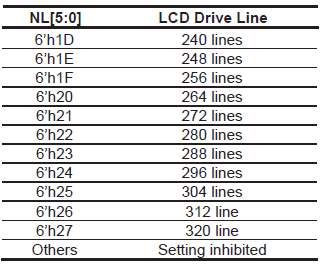 NL[5:0] LCD Drive Line
6’h1D 240 lines
6’h1E 248 lines
6’h1F 256 lines
6’h20 264 lines
6’h21 272 lines
6’h22 280 lines
6’h23 288 lines
6’h24 296 lines
6’h25 304 lines
6’h26 312 line
6’h27 320 line
Others Setting inhibited